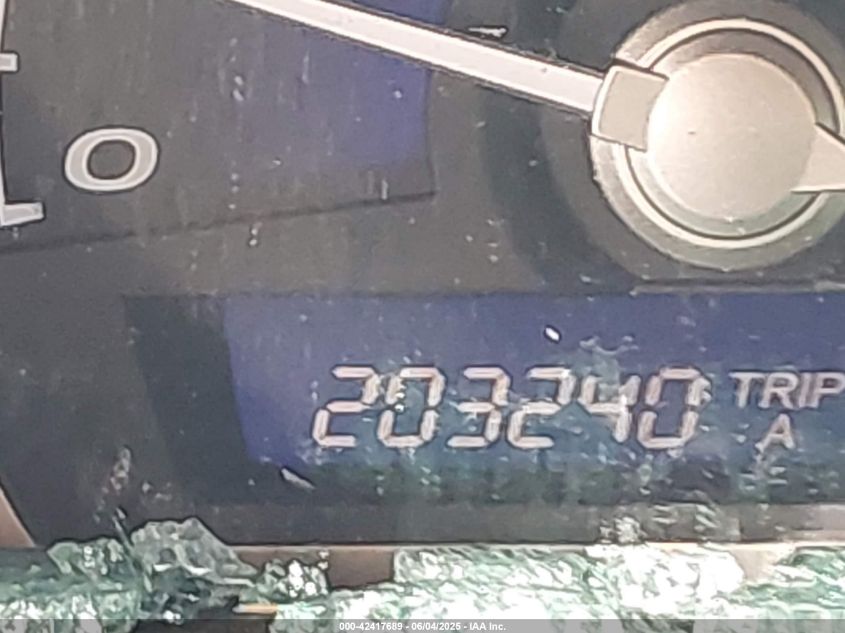 0
203240 TRIP
A
000-42417689 - 06/04/2025 - IAA Inc.